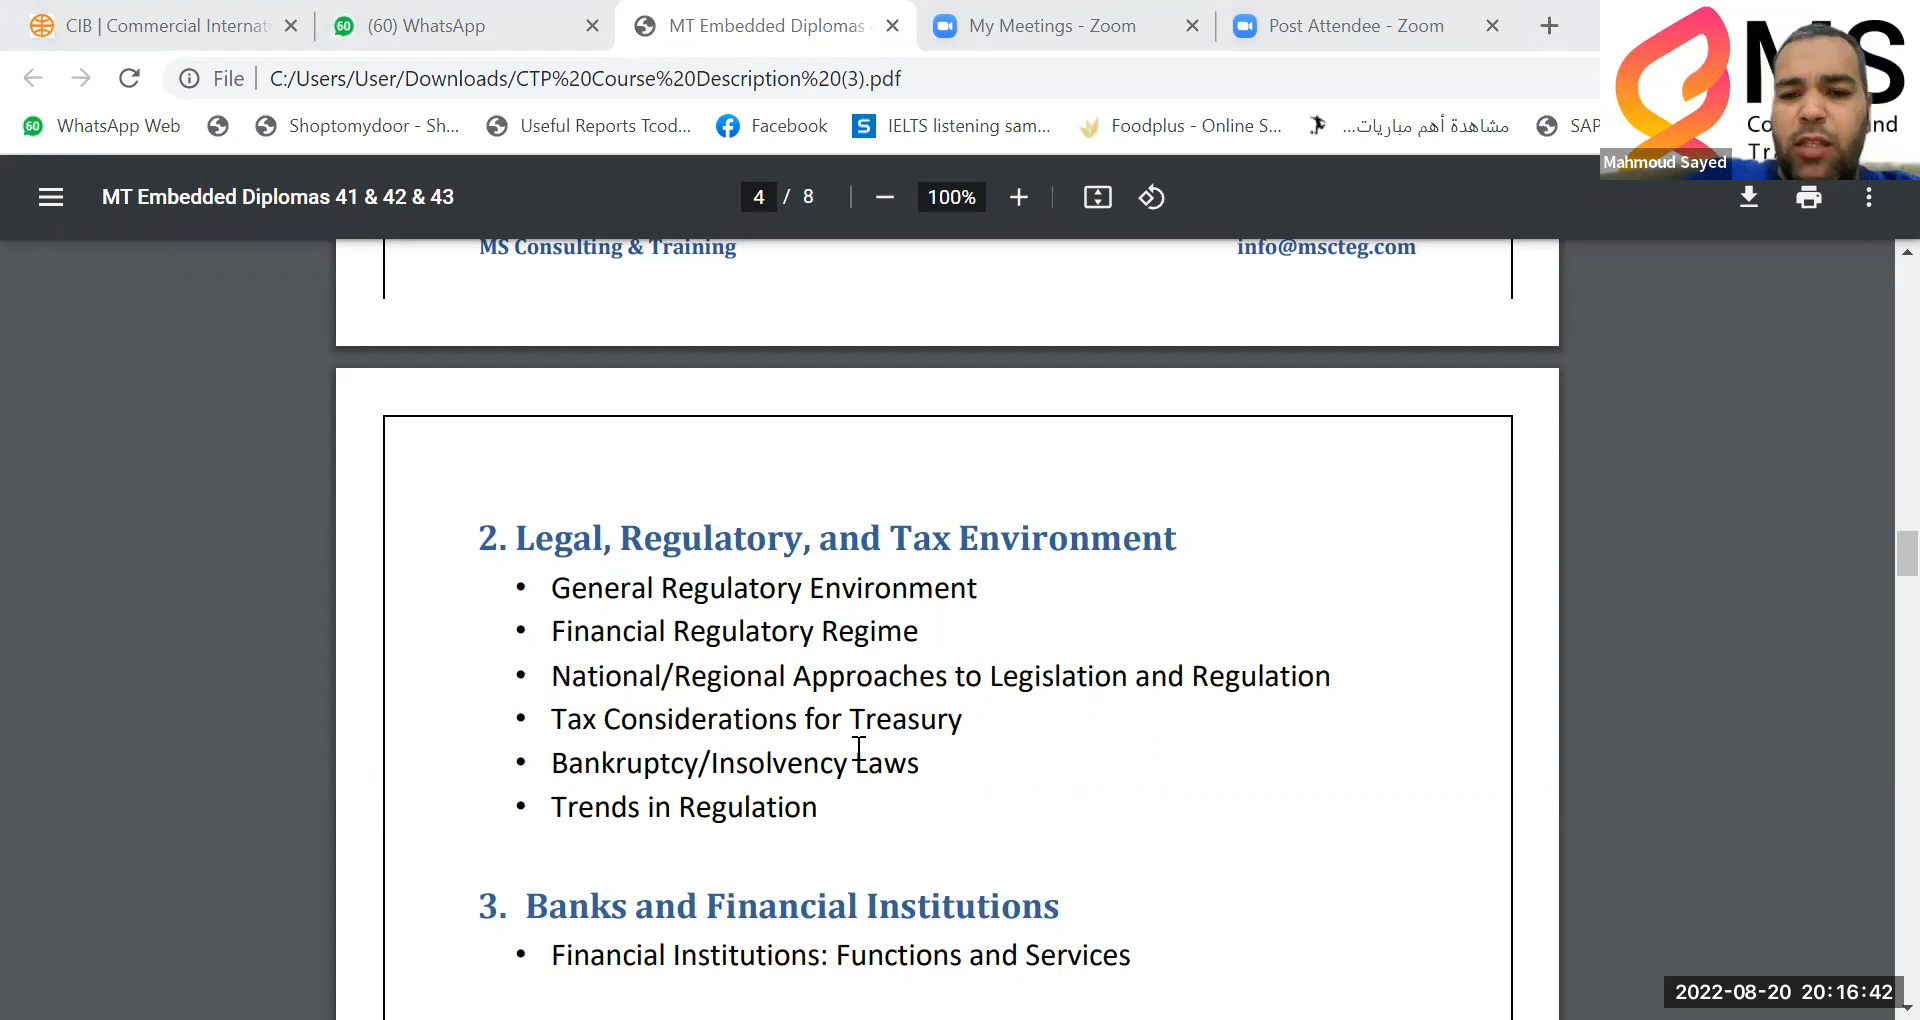 CIB | Commercial Internati
(60) WhatsApp
MT Embedded Diplomas
My Meetings - Zoom
Post Attendee - Zoom
File
C:/Users/User/Downloads/CTP%20Course%20Description%20(3).pdf
60
WhatsApp Web
Shoptomydoor - Sh...
Useful Reports Tcod...
Facebook
IELTS listening sam...
Foodplus - Online S...
مشاهدة أهم مباريات...
SAP
MS
Mahmoud Sayed
MT Embedded Diplomas 41 & 42 & 43
4 / 8
100%
MS Consulting & Training
info@mscteg.com
2. Legal, Regulatory, and Tax Environment
• General Regulatory Environment
• Financial Regulatory Regime
• National/Regional Approaches to Legislation and Regulation
• Tax Considerations for Treasury
• Bankruptcy/Insolvency Laws
• Trends in Regulation
3. Banks and Financial Institutions
• Financial Institutions: Functions and Services
2022-08-20 20:16:42